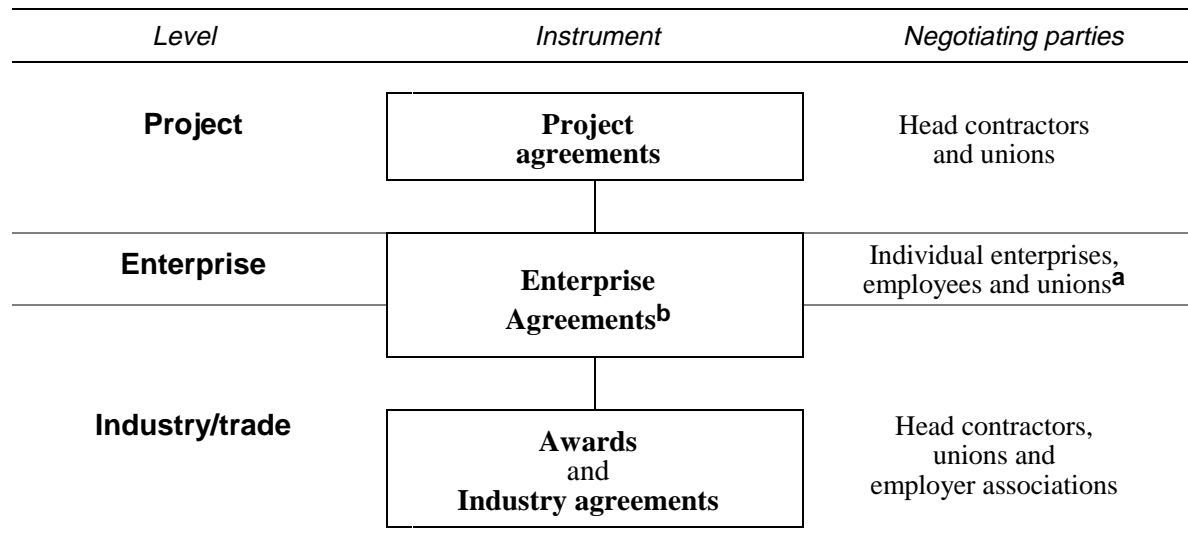 Level Instrument Negotiating parties
Project
Project
agreements
Head contractors
and unions
Enterprise
Enterprise
Agreementsb
Individual enterprises,
employees and unionsa
Industry/trade
Awards
and
Industry agreements
Head contractors,
unions and
employer associations